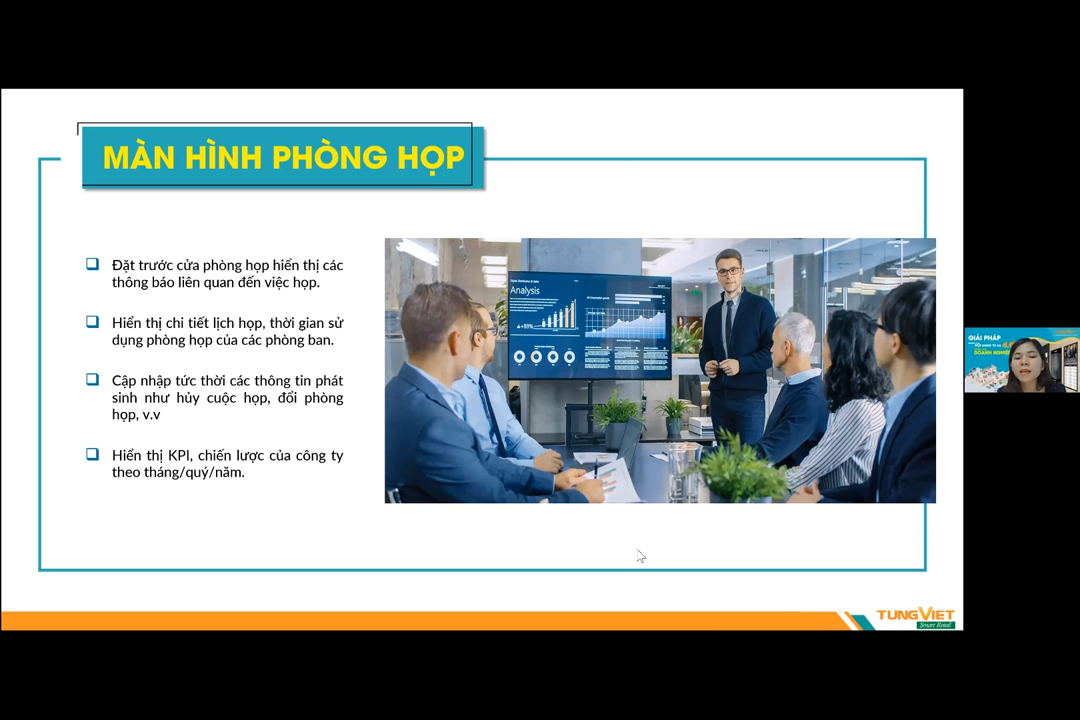 MÀN HÌNH PHÒNG HỌP
Đặt trước cửa phòng họp hiển thị các
thông báo liên quan đến việc họp.
Hiển thị chi tiết lịch họp, thời gian sử
dụng phòng họp của các phòng ban.
Cập nhập tức thời các thông tin phát
sinh như hủy cuộc họp, đổi phòng
họp, v.v
Hiển thị KPI, chiến lược của công ty
theo tháng/quý/năm.
Analysis
GIẢI PHÁP
DOANH NGHIỆP
TUNGVIET
Smart Retail